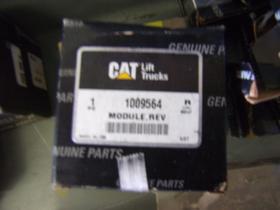 GENUINE PARTS
CAT Lift
Trucks
1 1009564 R
MODULE, REV
GENUINE PARTS